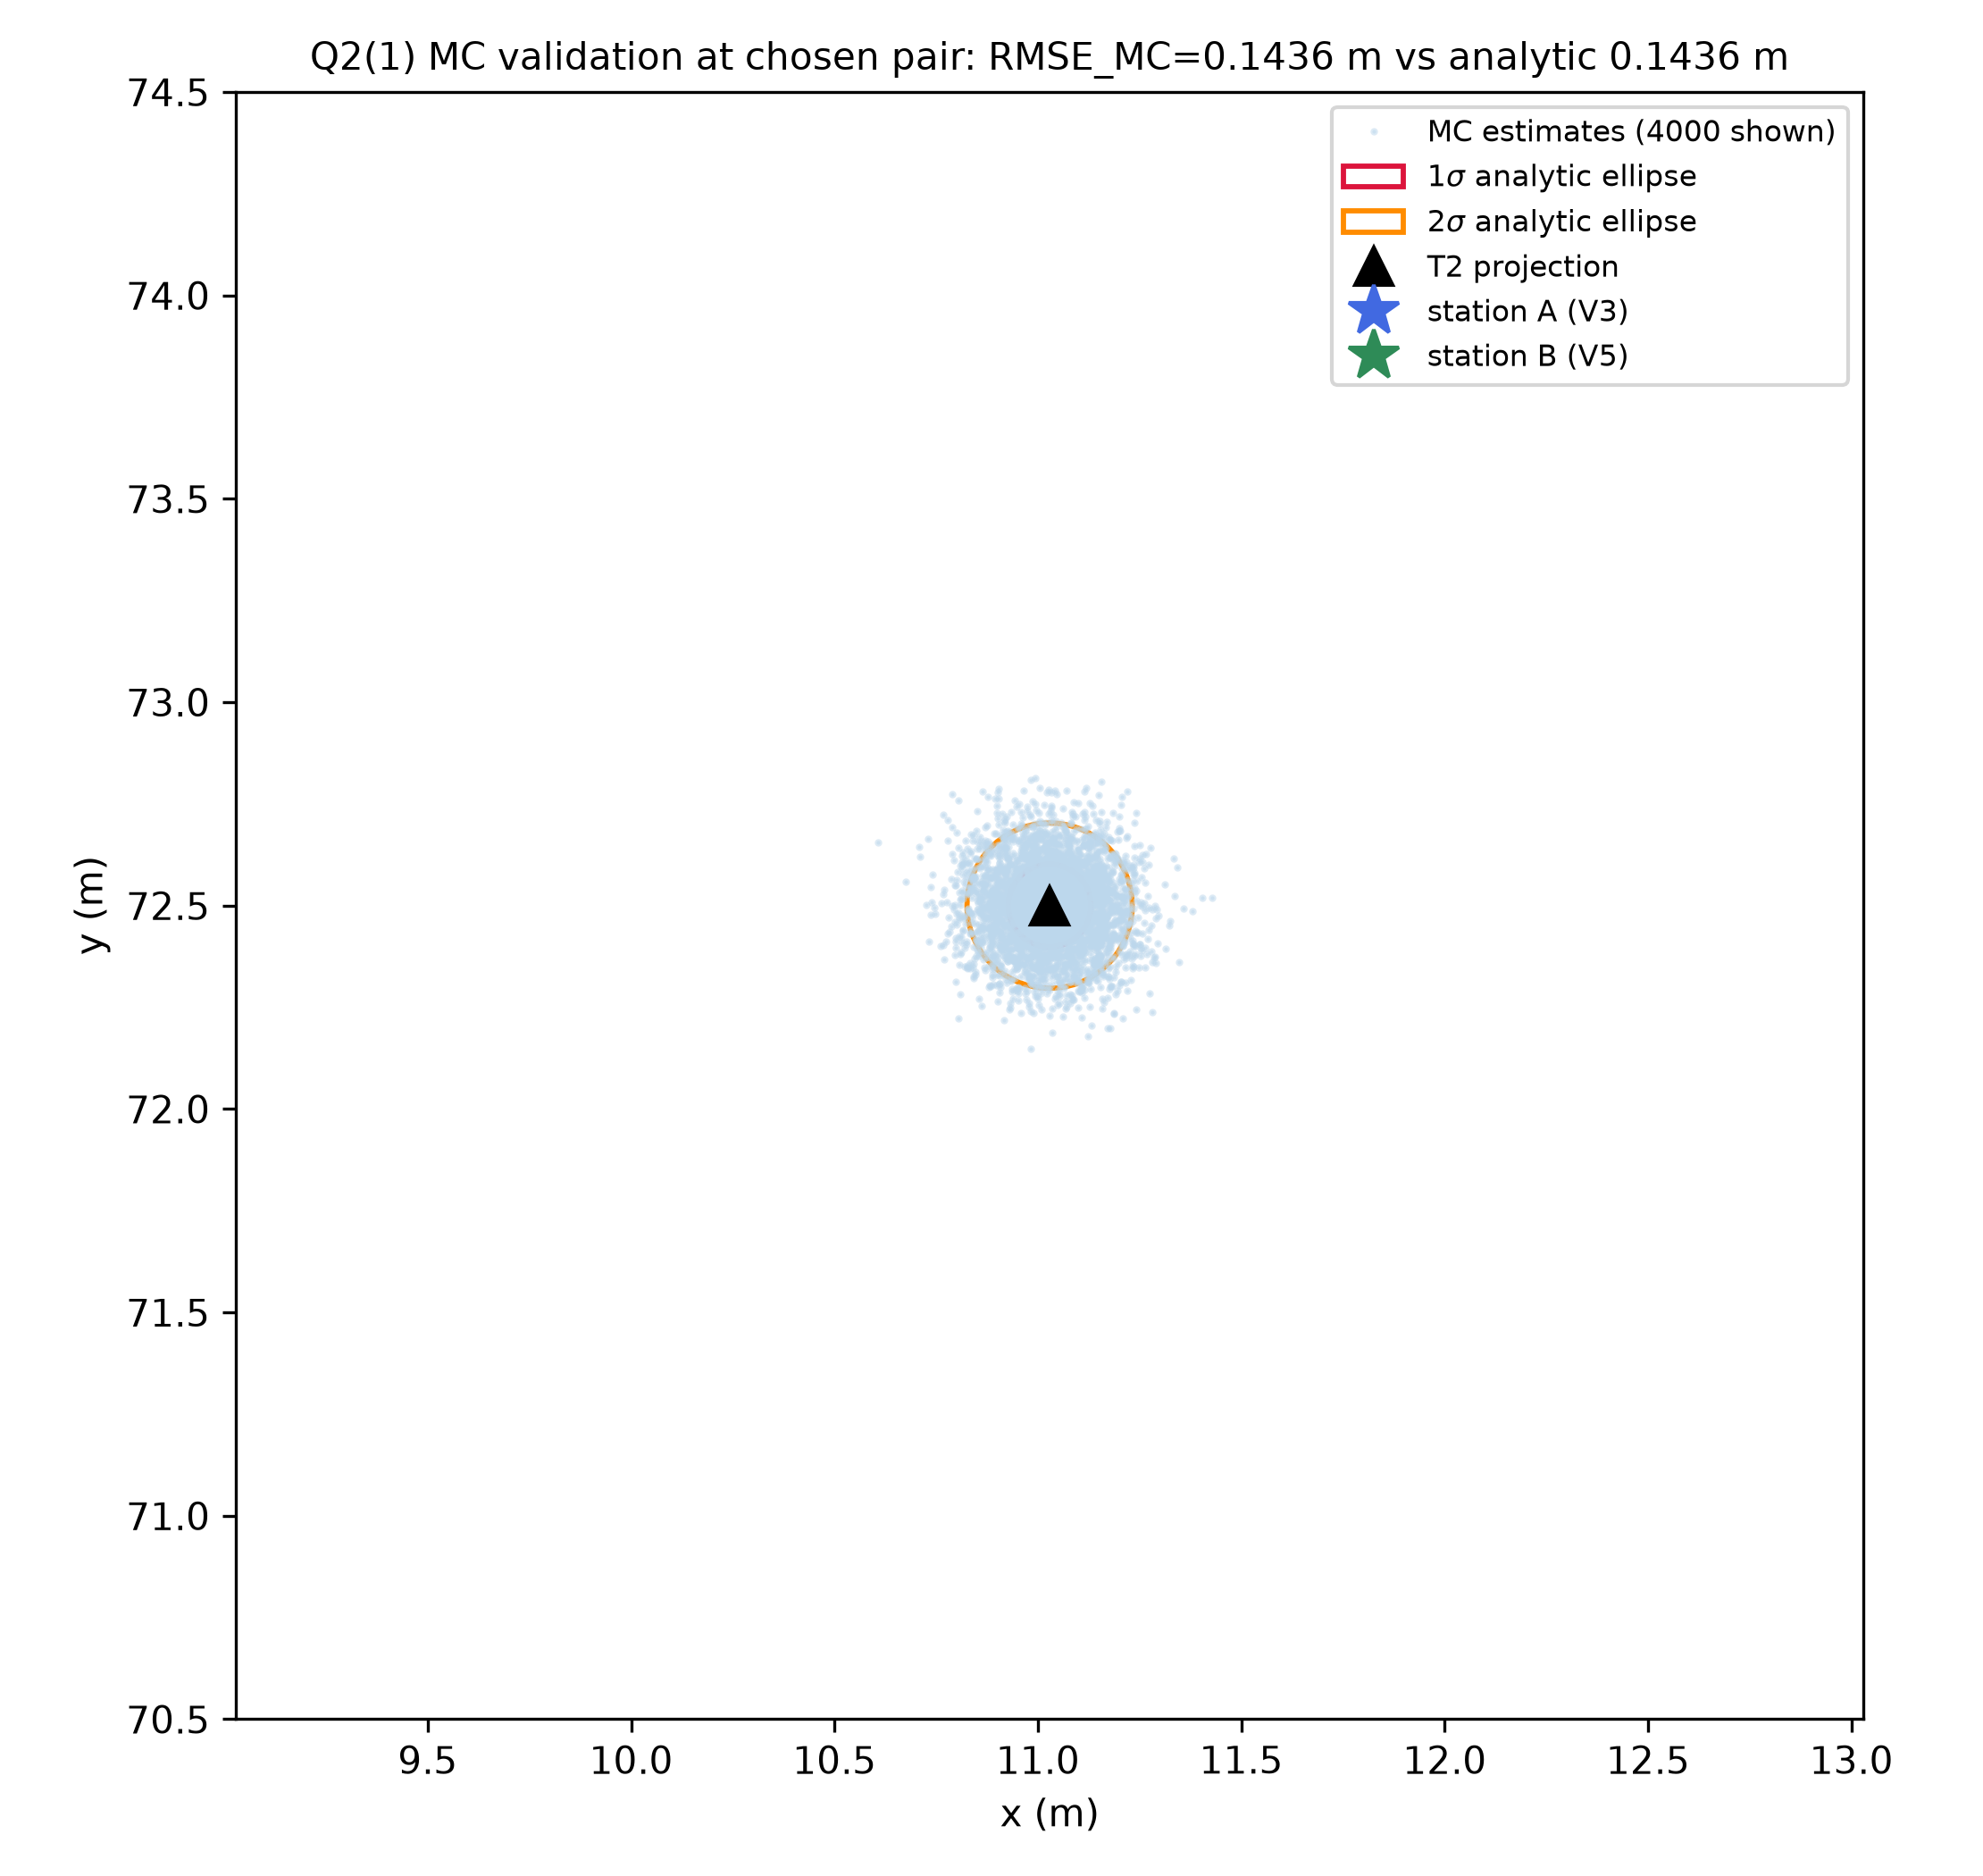 Q2(1) MC validation at chosen pair: RMSE_MC=0.1436 m vs analytic 0.1436 m
74.5
74.0
73.5
73.0
72.5
72.0
71.5
71.0
70.5
y (m)
MC estimates (4000 shown)
1σ analytic ellipse
2σ analytic ellipse
T2 projection
station A (V3)
station B (V5)
9.5 10.0 10.5 11.0 11.5 12.0 12.5 13.0
x (m)